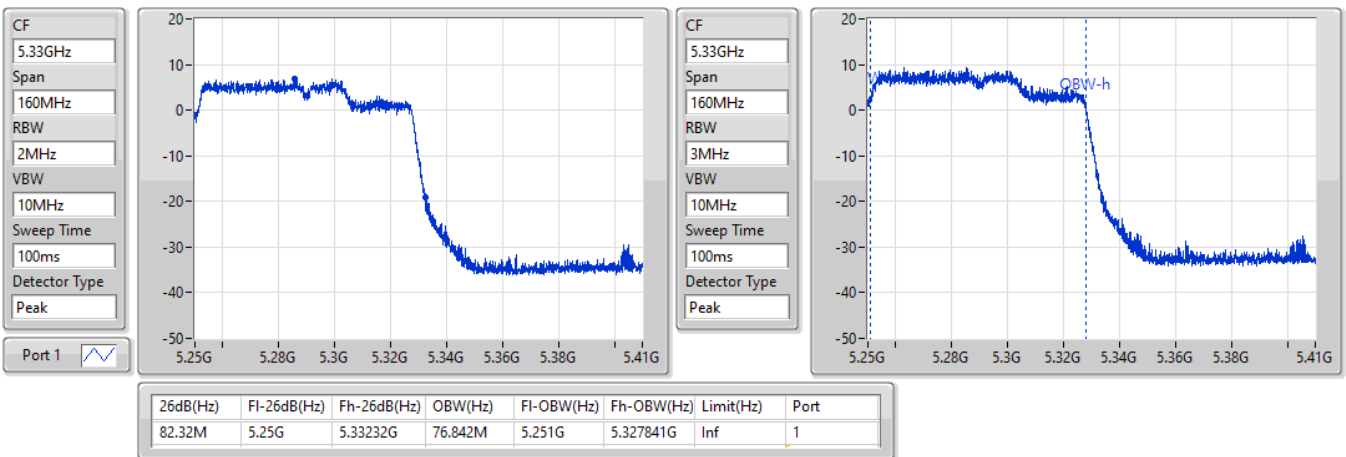 CF
5.33GHz
Span
160MHz
RBW
2MHz
VBW
10MHz
Sweep Time
100ms
Detector Type
Peak
Port 1
20
10
0
-10
-20
-30
-40
-50
5.25G 5.28G 5.3G 5.32G 5.34G 5.36G 5.38G 5.41G
CF
5.33GHz
Span
160MHz
RBW
3MHz
VBW
10MHz
Sweep Time
100ms
Detector Type
Peak
20
10
0
-10
-20
-30
-40
-50
OBW-h
5.25G 5.28G 5.3G 5.32G 5.34G 5.36G 5.38G 5.41G
26dB(Hz) Fl-26dB(Hz) Fh-26dB(Hz) OBW(Hz) Fl-OBW(Hz) Fh-OBW(Hz) Limit(Hz) Port
82.32M 5.25G 5.33232G 76.842M 5.251G 5.327841G Inf 1